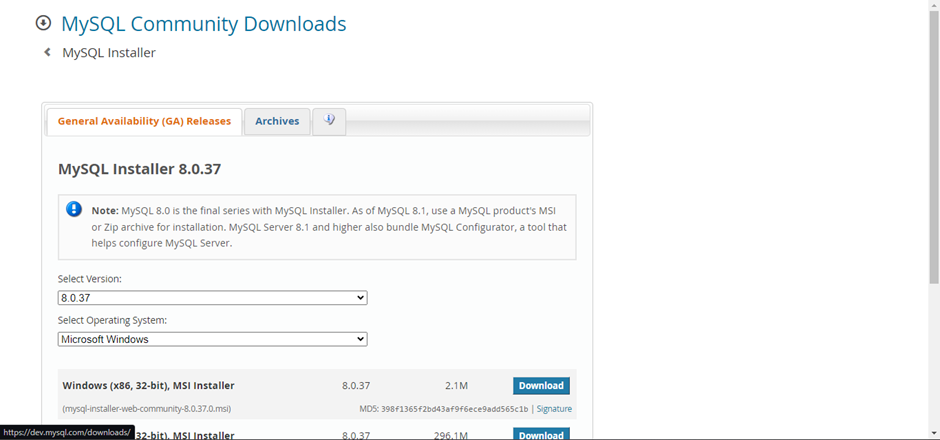 MySQL Community Downloads
MySQL Installer
General Availability (GA) Releases Archives
MySQL Installer 8.0.37
Note: MySQL 8.0 is the final series with MySQL Installer. As of MySQL 8.1, use a MySQL product's MSI
or Zip archive for installation. MySQL Server 8.1 and higher also bundle MySQL Configurator, a tool that
helps configure MySQL Server.
Select Version:
8.0.37
Select Operating System:
Microsoft Windows
Windows (x86, 32-bit), MSI Installer 8.0.37 2.1M Download
(mysql-installer-web-community-8.0.37.0.msi) MD5: 398f1365f2bd43af9f6ece9add565c1b | Signature
32-bit), MSI Installer 8.0.37 296.1M Download
https://dev.mysql.com/downloads/